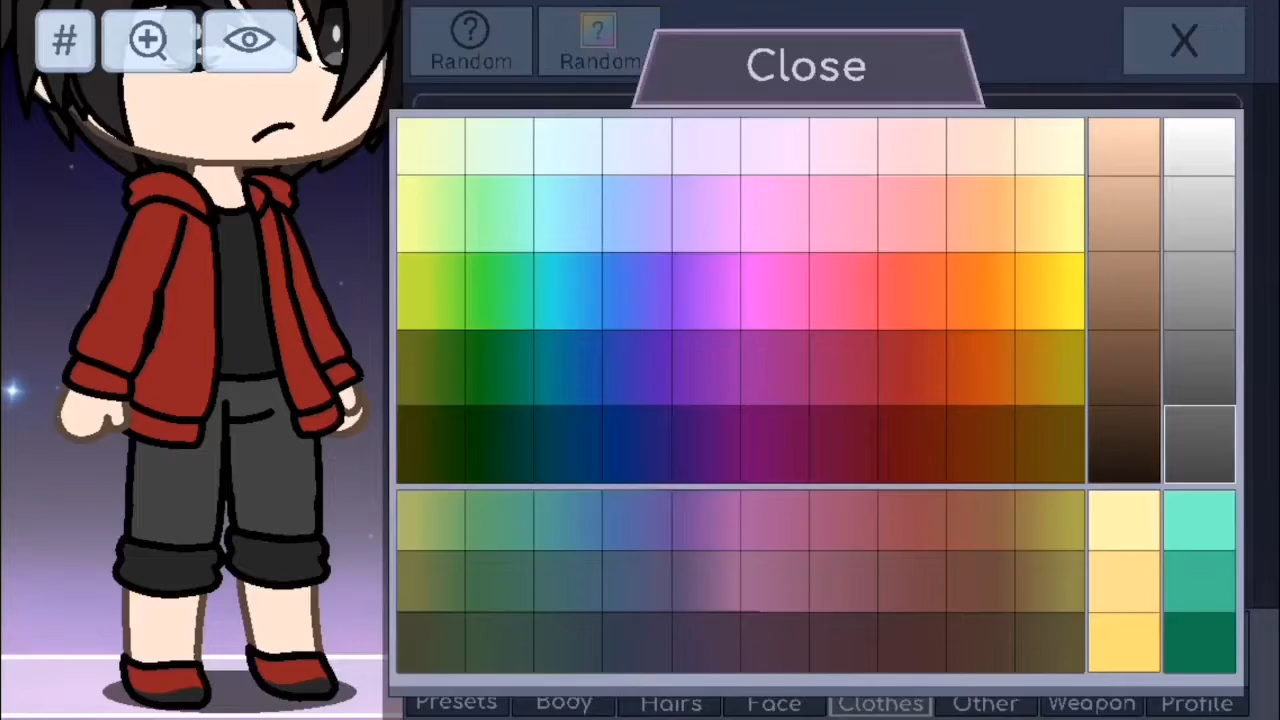 #
?
?
Random
Random
Close
X
Presets
Body
Hairs
Face
Clothes
Other
Weapon
Profile